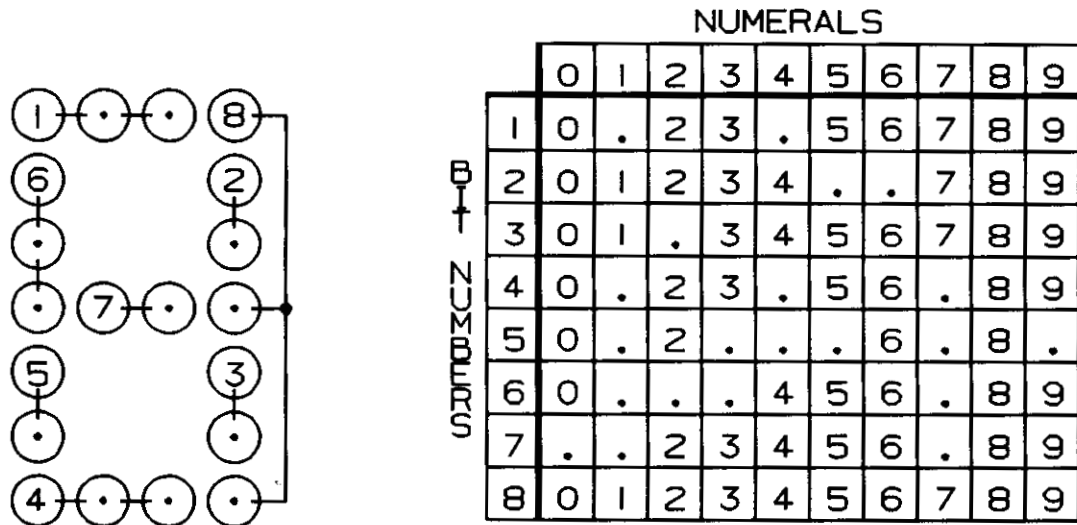 NUMERALS
0 1 2 3 4 5 6 7 8 9
1 0 . 2 3 . 5 6 7 8 9
2 0 1 2 3 4 . . 7 8 9
3 0 1 . 3 4 5 6 7 8 9
4 0 . 2 3 . 5 6 . 8 9
5 0 . 2 . . . 6 . 8 .
6 0 . . . 4 5 6 . 8 9
7 . . 2 3 4 5 6 . 8 9
8 0 1 2 3 4 5 6 7 8 9
BIT NUMBERS
1 8
6 2
7
5 3
4